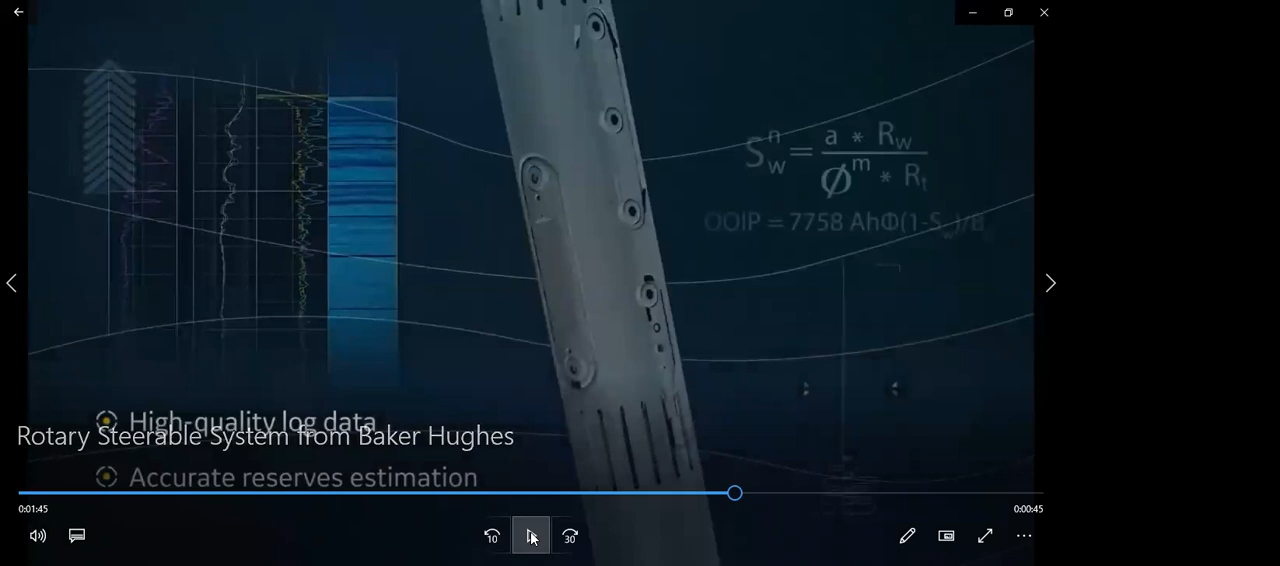 S_w^n = a * R_w / Ø^m * R_t
OOIP = 7758 AhΦ(1-S_w)/B
High-quality log data
Rotary Steerable System from Baker Hughes
Accurate reserves estimation
0:01:45
0:00:45
10
30